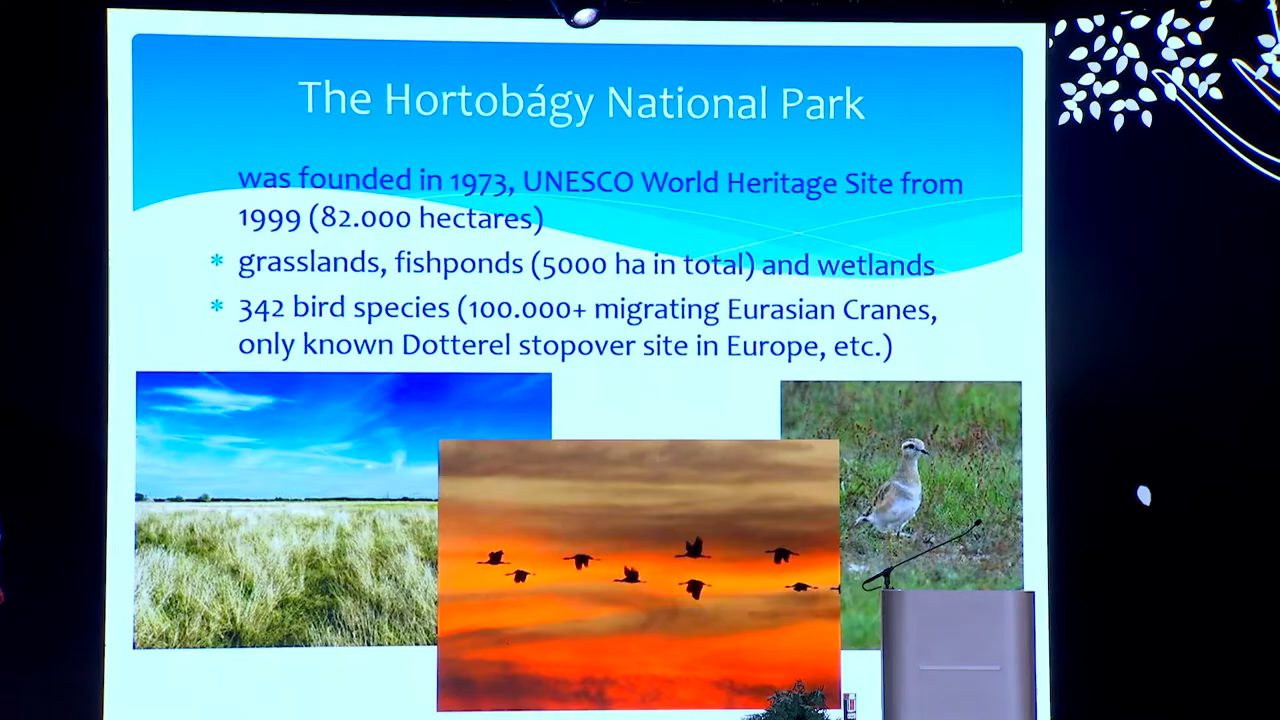 The Hortobágy National Park
was founded in 1973, UNESCO World Heritage Site from
1999 (82.000 hectares)
* grasslands, fishponds (5000 ha in total) and wetlands
* 342 bird species (100.000+ migrating Eurasian Cranes,
only known Dotterel stopover site in Europe, etc.)